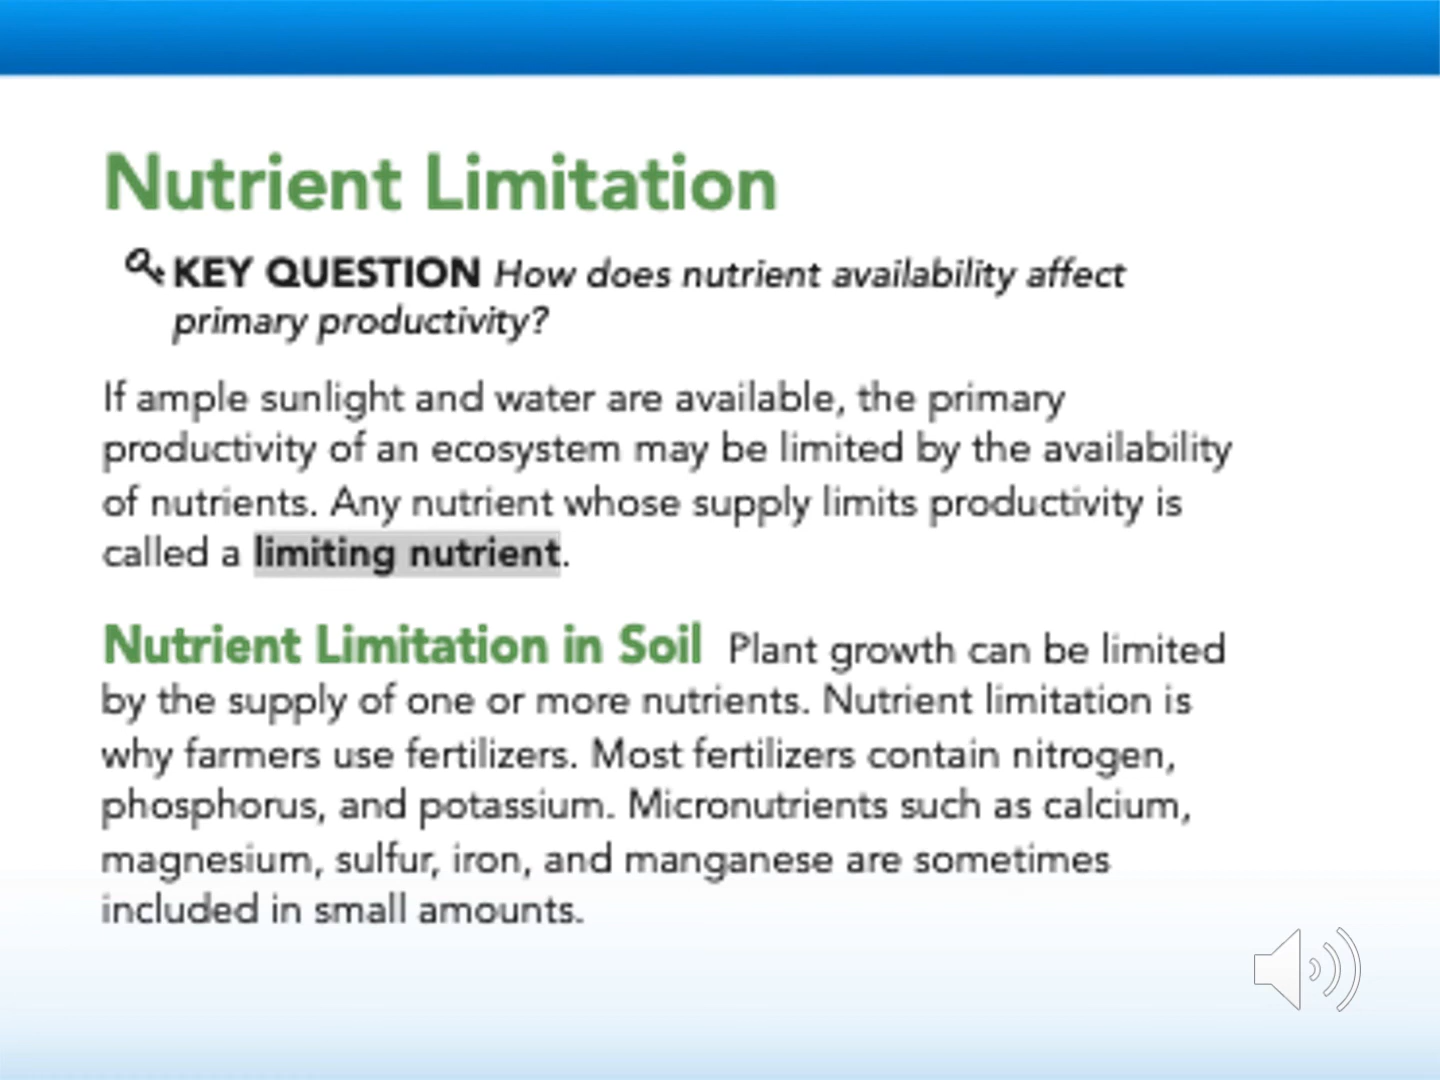 Nutrient Limitation
KEY QUESTION How does nutrient availability affect
primary productivity?
If ample sunlight and water are available, the primary
productivity of an ecosystem may be limited by the availability
of nutrients. Any nutrient whose supply limits productivity is
called a limiting nutrient.
Nutrient Limitation in Soil Plant growth can be limited
by the supply of one or more nutrients. Nutrient limitation is
why farmers use fertilizers. Most fertilizers contain nitrogen,
phosphorus, and potassium. Micronutrients such as calcium,
magnesium, sulfur, iron, and manganese are sometimes
included in small amounts.